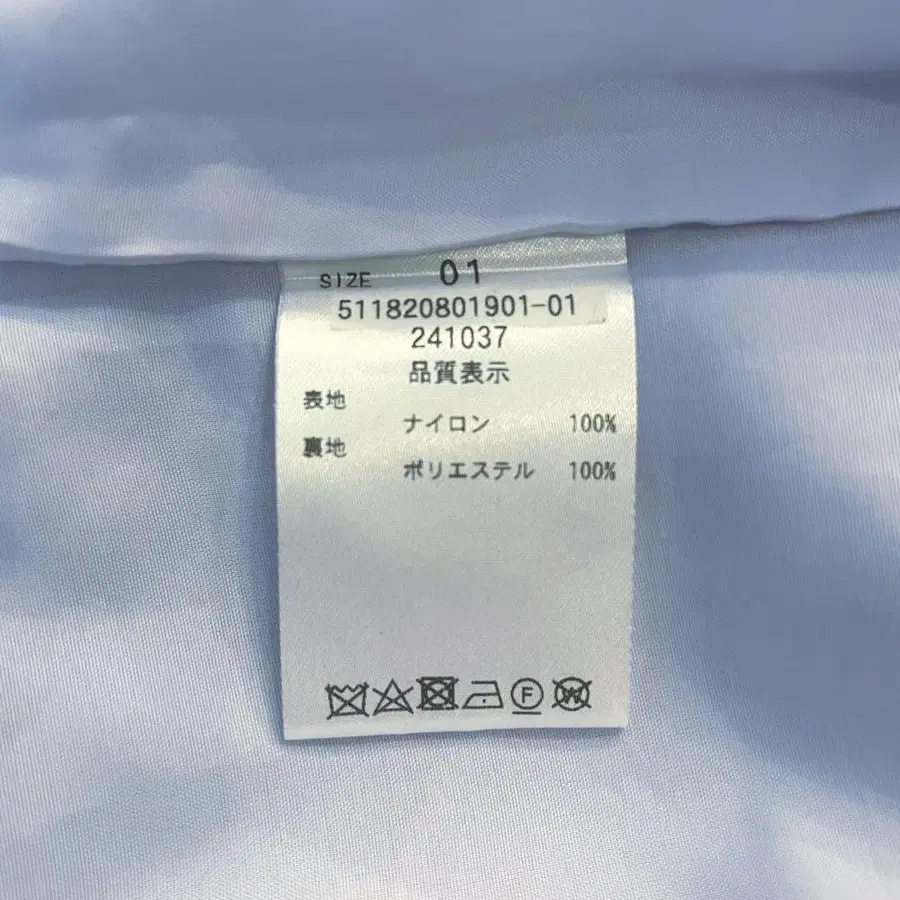 SIZE 01
511820801901-01
241037
品質表示
表地
ナイロン 100%
裏地
ポリエステル 100%
F W